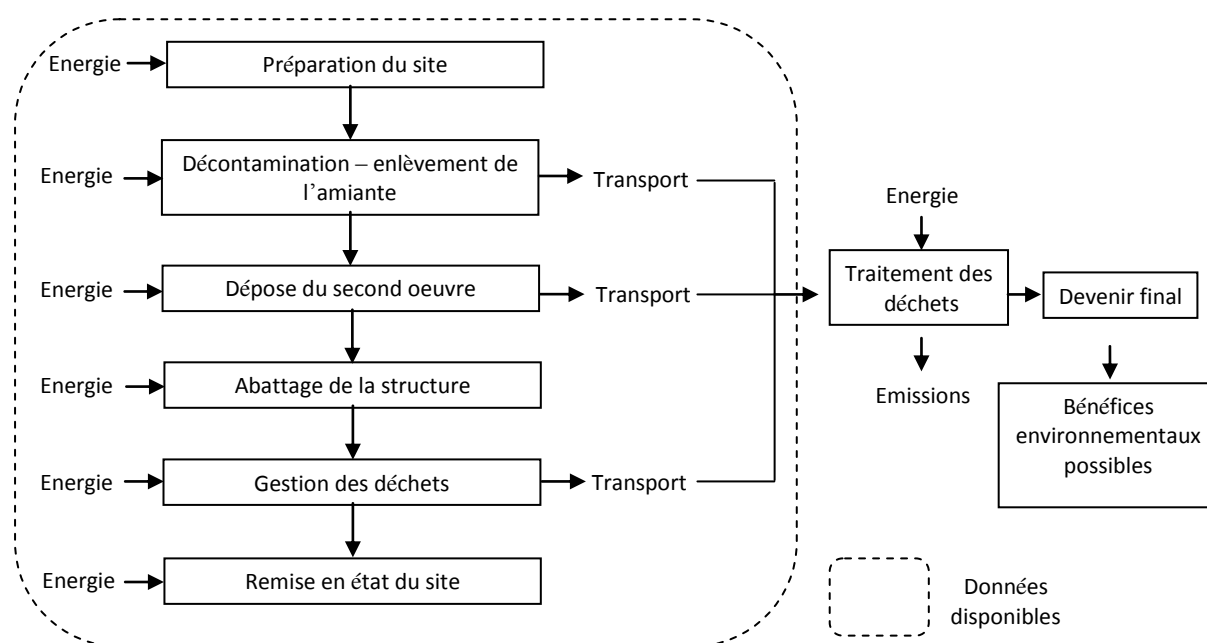 Energie
Préparation du site
Energie
Décontamination – enlèvement de
l’amiante
Transport
Energie
Dépose du second oeuvre
Transport
Energie
Abattage de la structure
Energie
Gestion des déchets
Transport
Energie
Remise en état du site
Energie
Traitement des
déchets
Devenir final
Emissions
Bénéfices
environnementaux
possibles
Données
disponibles